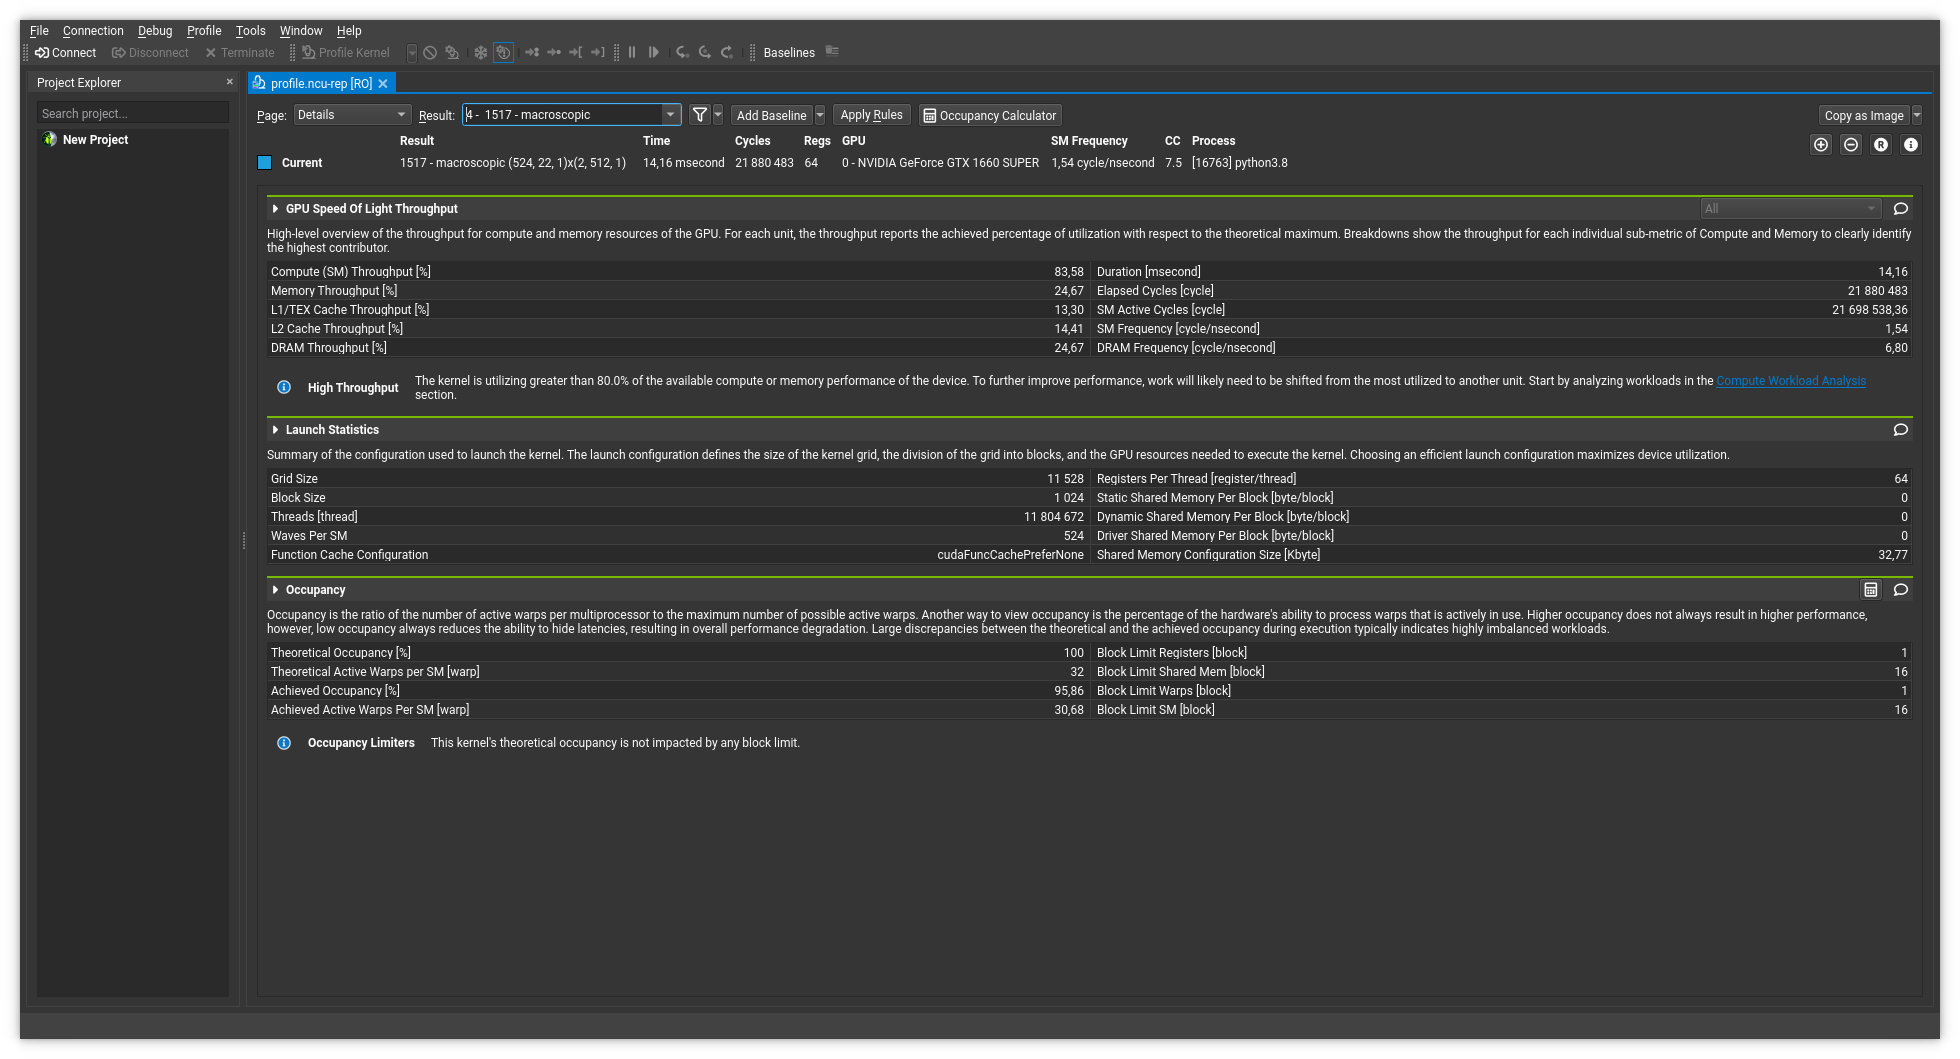 File Connection Debug Profile Tools Window Help
Connect Disconnect Terminate Profile Kernel Baselines
Project Explorer
Search project...
New Project
profile.ncu-rep [RO]
Page: Details Result: 4 - 1517 - macroscopic Add Baseline Apply Rules Occupancy Calculator Copy as Image
Result Time Cycles Regs GPU SM Frequency CC Process
Current 1517 - macroscopic (524, 22, 1)x(2, 512, 1) 14,16 msecond 21 880 483 64 0 - NVIDIA GeForce GTX 1660 SUPER 1,54 cycle/nsecond 7.5 [16763] python3.8
GPU Speed Of Light Throughput All
High-level overview of the throughput for compute and memory resources of the GPU. For each unit, the throughput reports the achieved percentage of utilization with respect to the theoretical maximum. Breakdowns show the throughput for each individual sub-metric of Compute and Memory to clearly identify
the highest contributor.
Compute (SM) Throughput [%] 83,58 Duration [msecond] 14,16
Memory Throughput [%] 24,67 Elapsed Cycles [cycle] 21 880 483
L1/TEX Cache Throughput [%] 13,30 SM Active Cycles [cycle] 21 698 538,36
L2 Cache Throughput [%] 14,41 SM Frequency [cycle/nsecond] 1,54
DRAM Throughput [%] 24,67 DRAM Frequency [cycle/nsecond] 6,80
High Throughput The kernel is utilizing greater than 80.0% of the available compute or memory performance of the device. To further improve performance, work will likely need to be shifted from the most utilized to another unit. Start by analyzing workloads in the Compute Workload Analysis
section.
Launch Statistics
Summary of the configuration used to launch the kernel. The launch configuration defines the size of the kernel grid, the division of the grid into blocks, and the GPU resources needed to execute the kernel. Choosing an efficient launch configuration maximizes device utilization.
Grid Size 11 528 Registers Per Thread [register/thread] 64
Block Size 1 024 Static Shared Memory Per Block [byte/block] 0
Threads [thread] 11 804 672 Dynamic Shared Memory Per Block [byte/block] 0
Waves Per SM 524 Driver Shared Memory Per Block [byte/block] 0
Function Cache Configuration cudaFuncCachePreferNone Shared Memory Configuration Size [Kbyte] 32,77
Occupancy
Occupancy is the ratio of the number of active warps per multiprocessor to the maximum number of possible active warps. Another way to view occupancy is the percentage of the hardware's ability to process warps that is actively in use. Higher occupancy does not always result in higher performance,
however, low occupancy always reduces the ability to hide latencies, resulting in overall performance degradation. Large discrepancies between the theoretical and the achieved occupancy during execution typically indicates highly imbalanced workloads.
Theoretical Occupancy [%] 100 Block Limit Registers [block] 1
Theoretical Active Warps per SM [warp] 32 Block Limit Shared Mem [block] 16
Achieved Occupancy [%] 95,86 Block Limit Warps [block] 1
Achieved Active Warps Per SM [warp] 30,68 Block Limit SM [block] 16
Occupancy Limiters This kernel's theoretical occupancy is not impacted by any block limit.